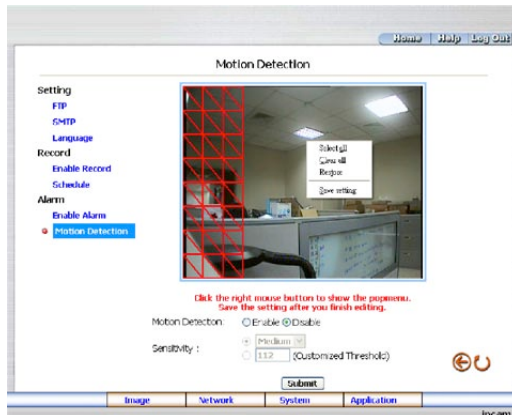 Home Help Log Out
Motion Detection
Setting
FTP
SMTP
Language
Record
Enable Record
Schedule
Alarm
Enable Alarm
Motion Detection
Select all
Clear all
Restore
Save setting
Click the right mouse button to show the popmenu.
Save the setting after you finish editing.
Motion Detection: Enable Disable
Sensitivity : Medium
112 (Customized Threshold)
Submit
Image Network System Application